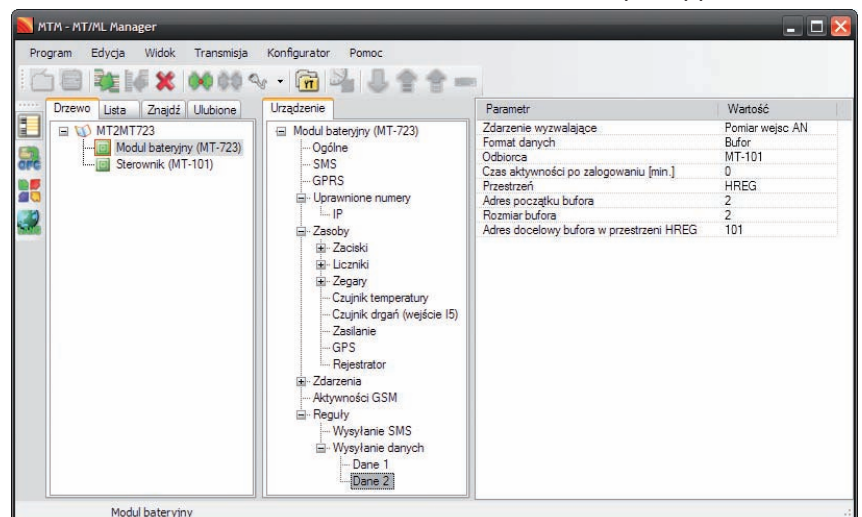 MTM - MT/ML Manager
Program Edycja Widok Transmisja Konfigurator Pomoc
Drzewo Lista Znajdź Ulubione
MT2MT723
Moduł bateryjny (MT-723)
Sterownik (MT-101)
OPC
Urządzenie
Moduł bateryjny (MT-723)
Ogólne
SMS
GPRS
Uprawnione numery
IP
Zasoby
Zaciski
Liczniki
Zegary
Czujnik temperatury
Czujnik drgań (wejście I5)
Zasilanie
GPS
Rejestrator
Zdarzenia
Aktywności GSM
Reguły
Wysyłanie SMS
Wysyłanie danych
Dane 1
Dane 2
Parametr Wartość
Zdarzenie wyzwalające Pomiar wejsc AN
Format danych Bufor
Odbiorca MT-101
Czas aktywności po zalogowaniu [min.] 0
Przestrzeń HREG
Adres początku bufora 2
Rozmiar bufora 2
Adres docelowy bufora w przestrzeni HREG 101
Moduł bateryjny